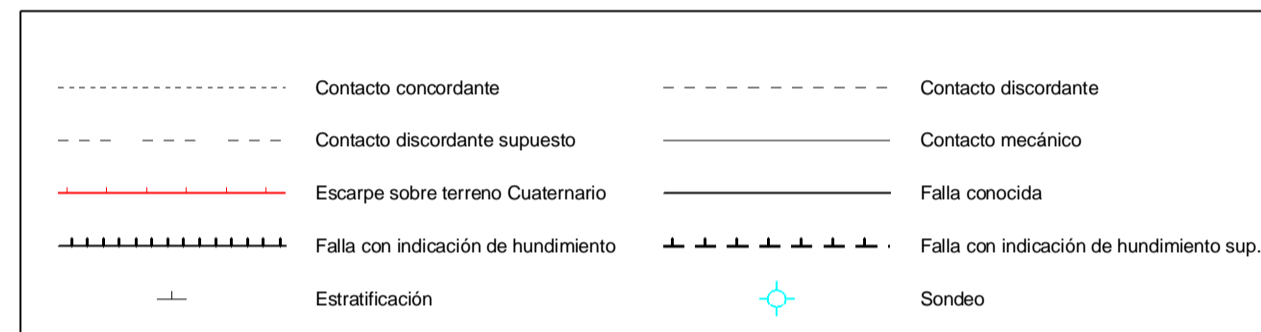 Contacto concordante
Contacto discordante
Contacto discordante supuesto
Contacto mecánico
Escarpe sobre terreno Cuaternario
Falla conocida
Falla con indicación de hundimiento
Falla con indicación de hundimiento sup.
Estratificación
Sondeo